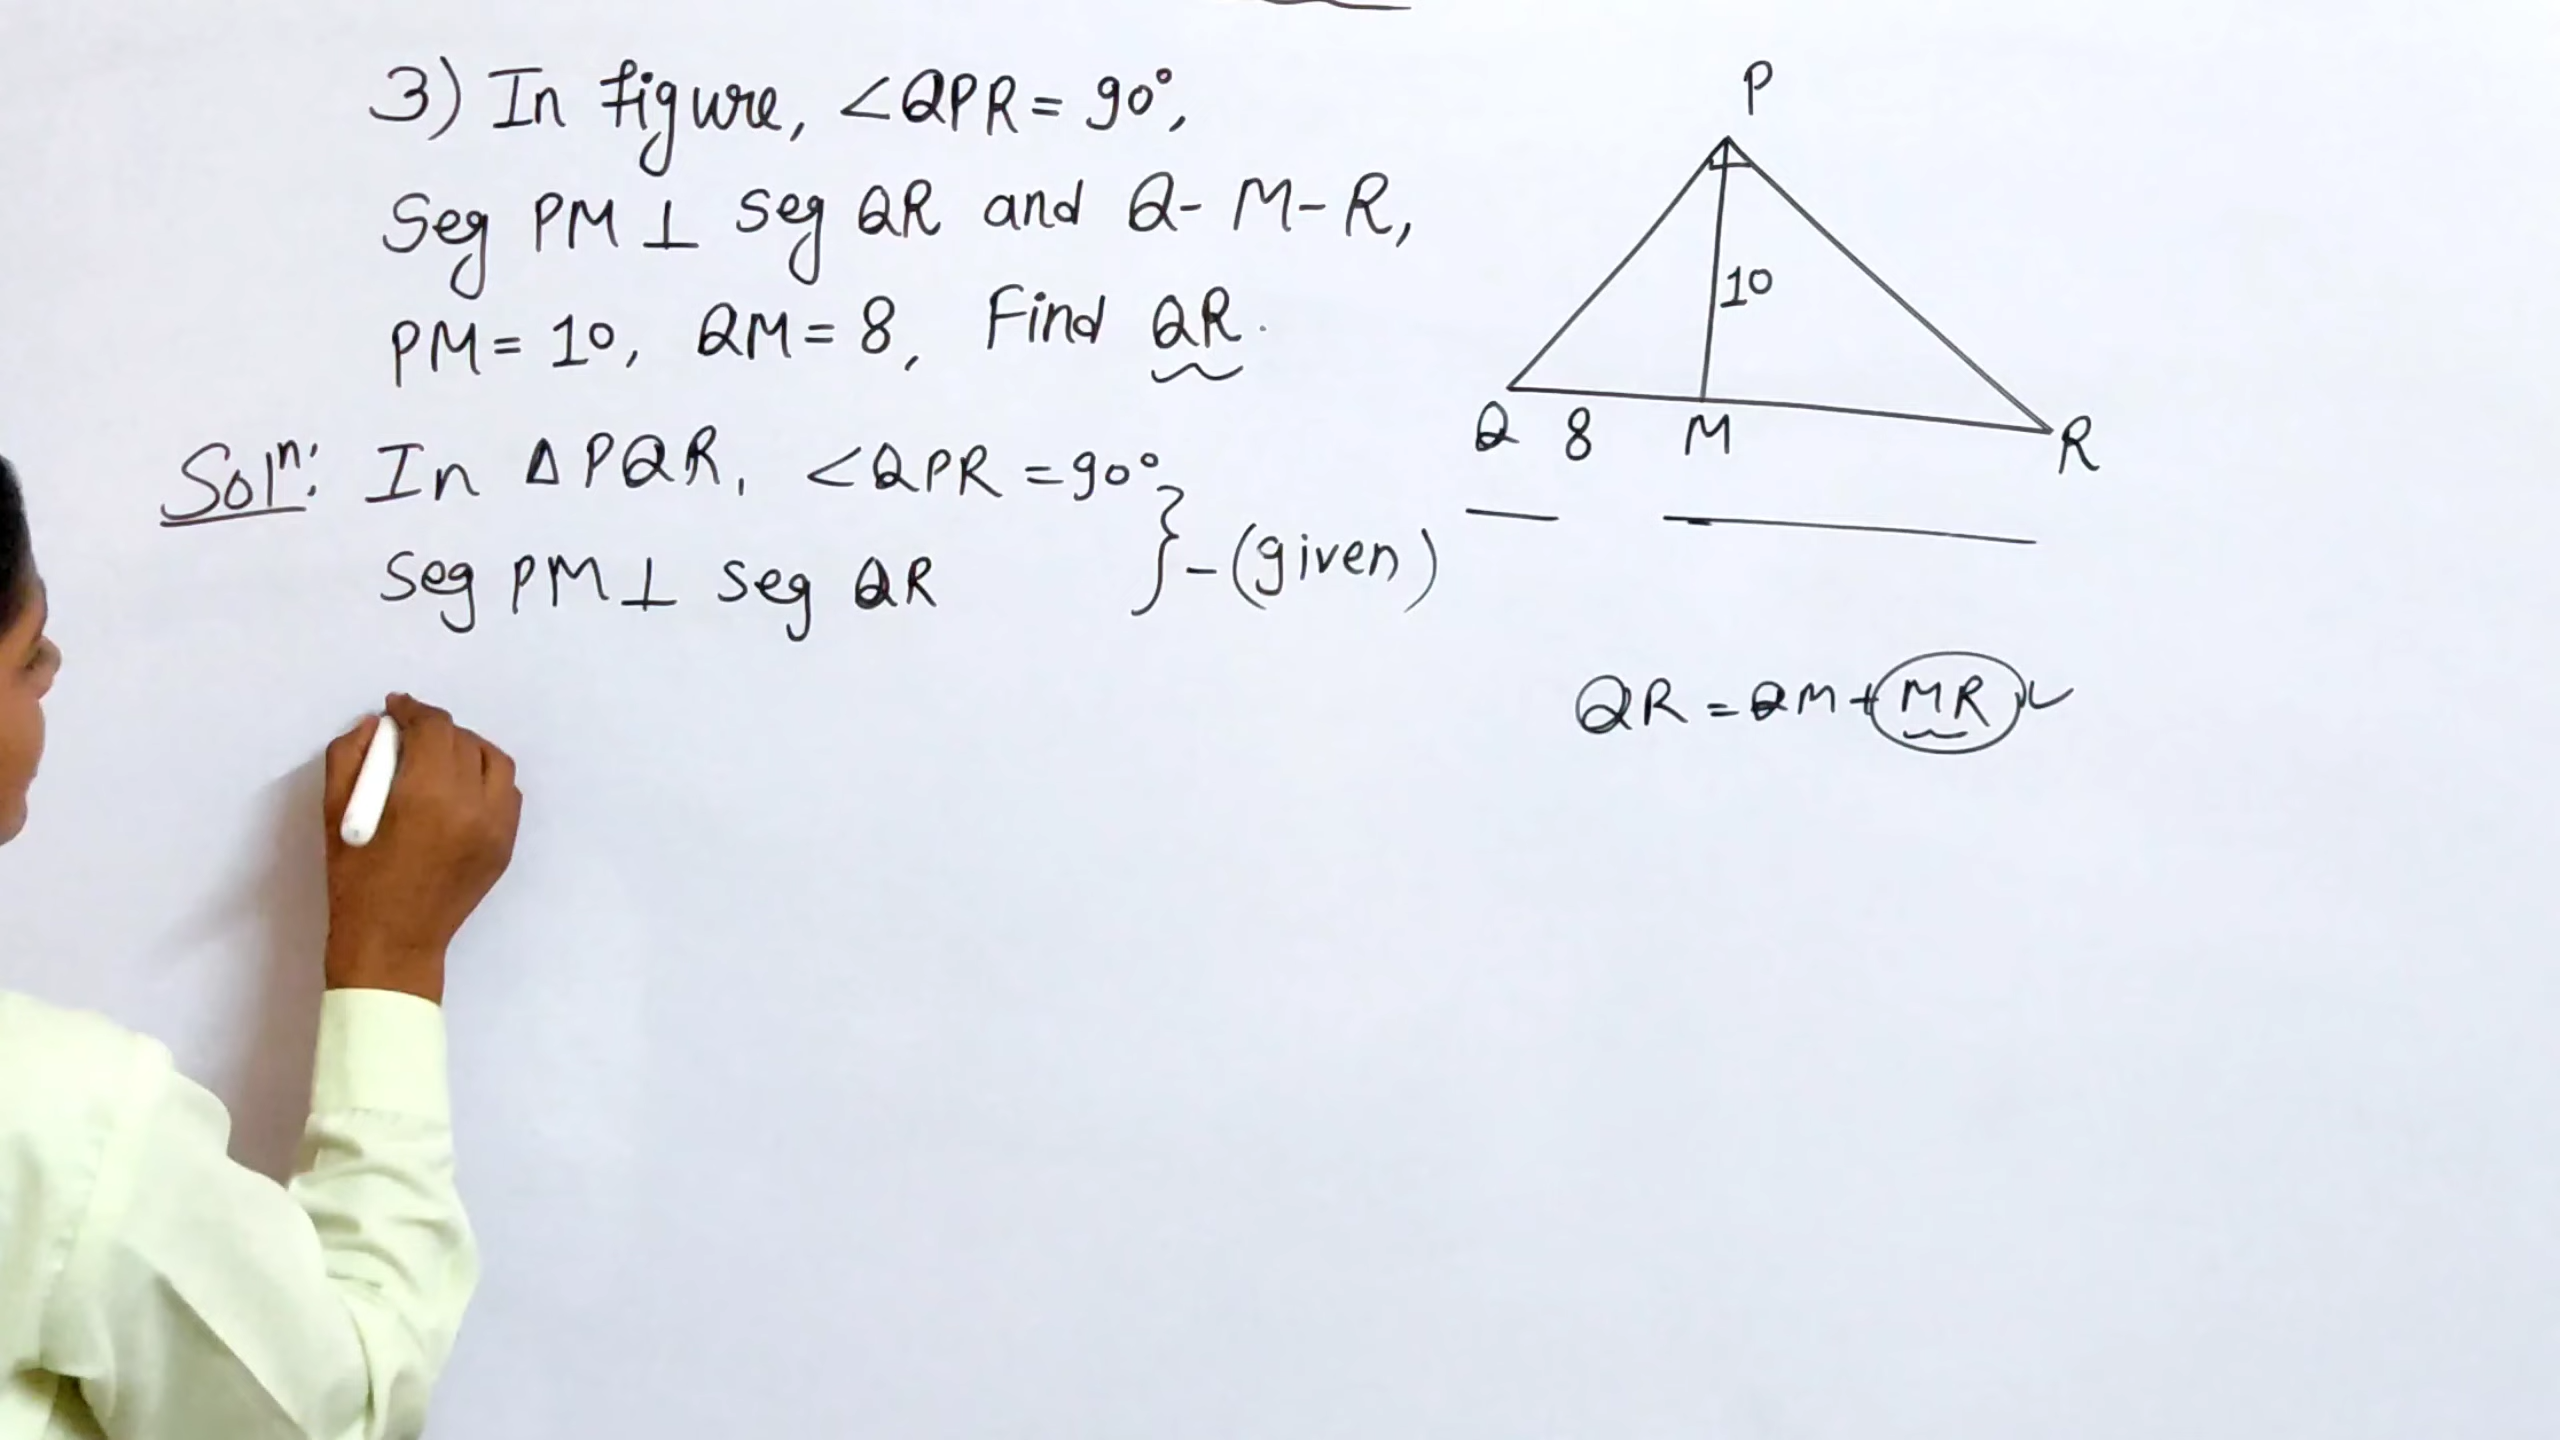 3) In figure, ∠QPR = 90°,
Seg PM ⊥ seg QR and Q-M-R,
PM = 10, QM = 8, Find QR.
Solⁿ: In △PQR, ∠QPR = 90°
Seg PM ⊥ seg QR } - (given)
P
10
Q 8 M R
QR = QM + MR